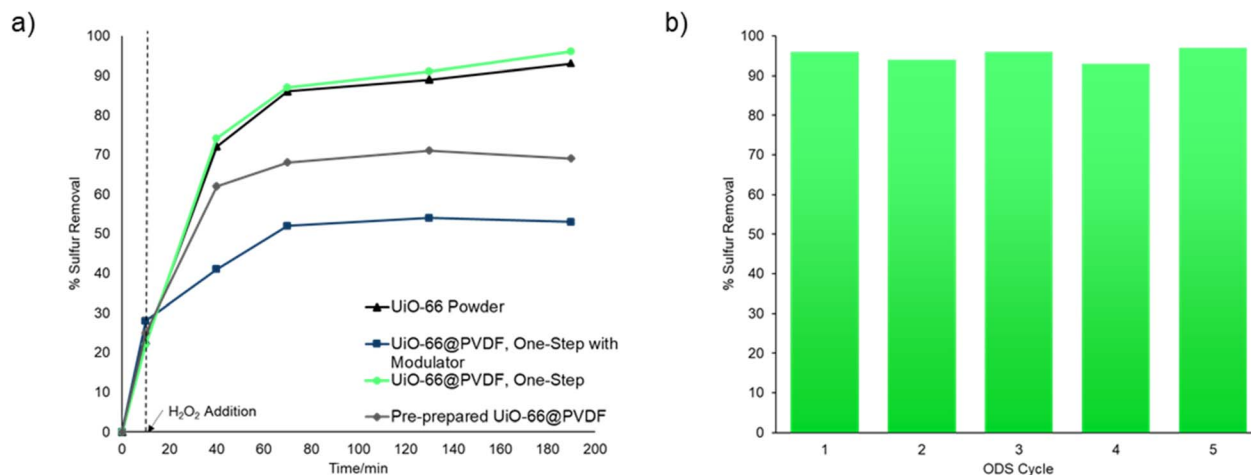 a)
% Sulfur Removal
100
90
80
70
60
50
40
30
20
10
0
H₂O₂ Addition
UiO-66 Powder
UiO-66@PVDF, One-Step with
Modulator
UiO-66@PVDF, One-Step
Pre-prepared UiO-66@PVDF
0 20 40 60 80 100 120 140 160 180 200
Time/min
b)
% Sulfur Removal
100
90
80
70
60
50
40
30
20
10
0
1 2 3 4 5
ODS Cycle